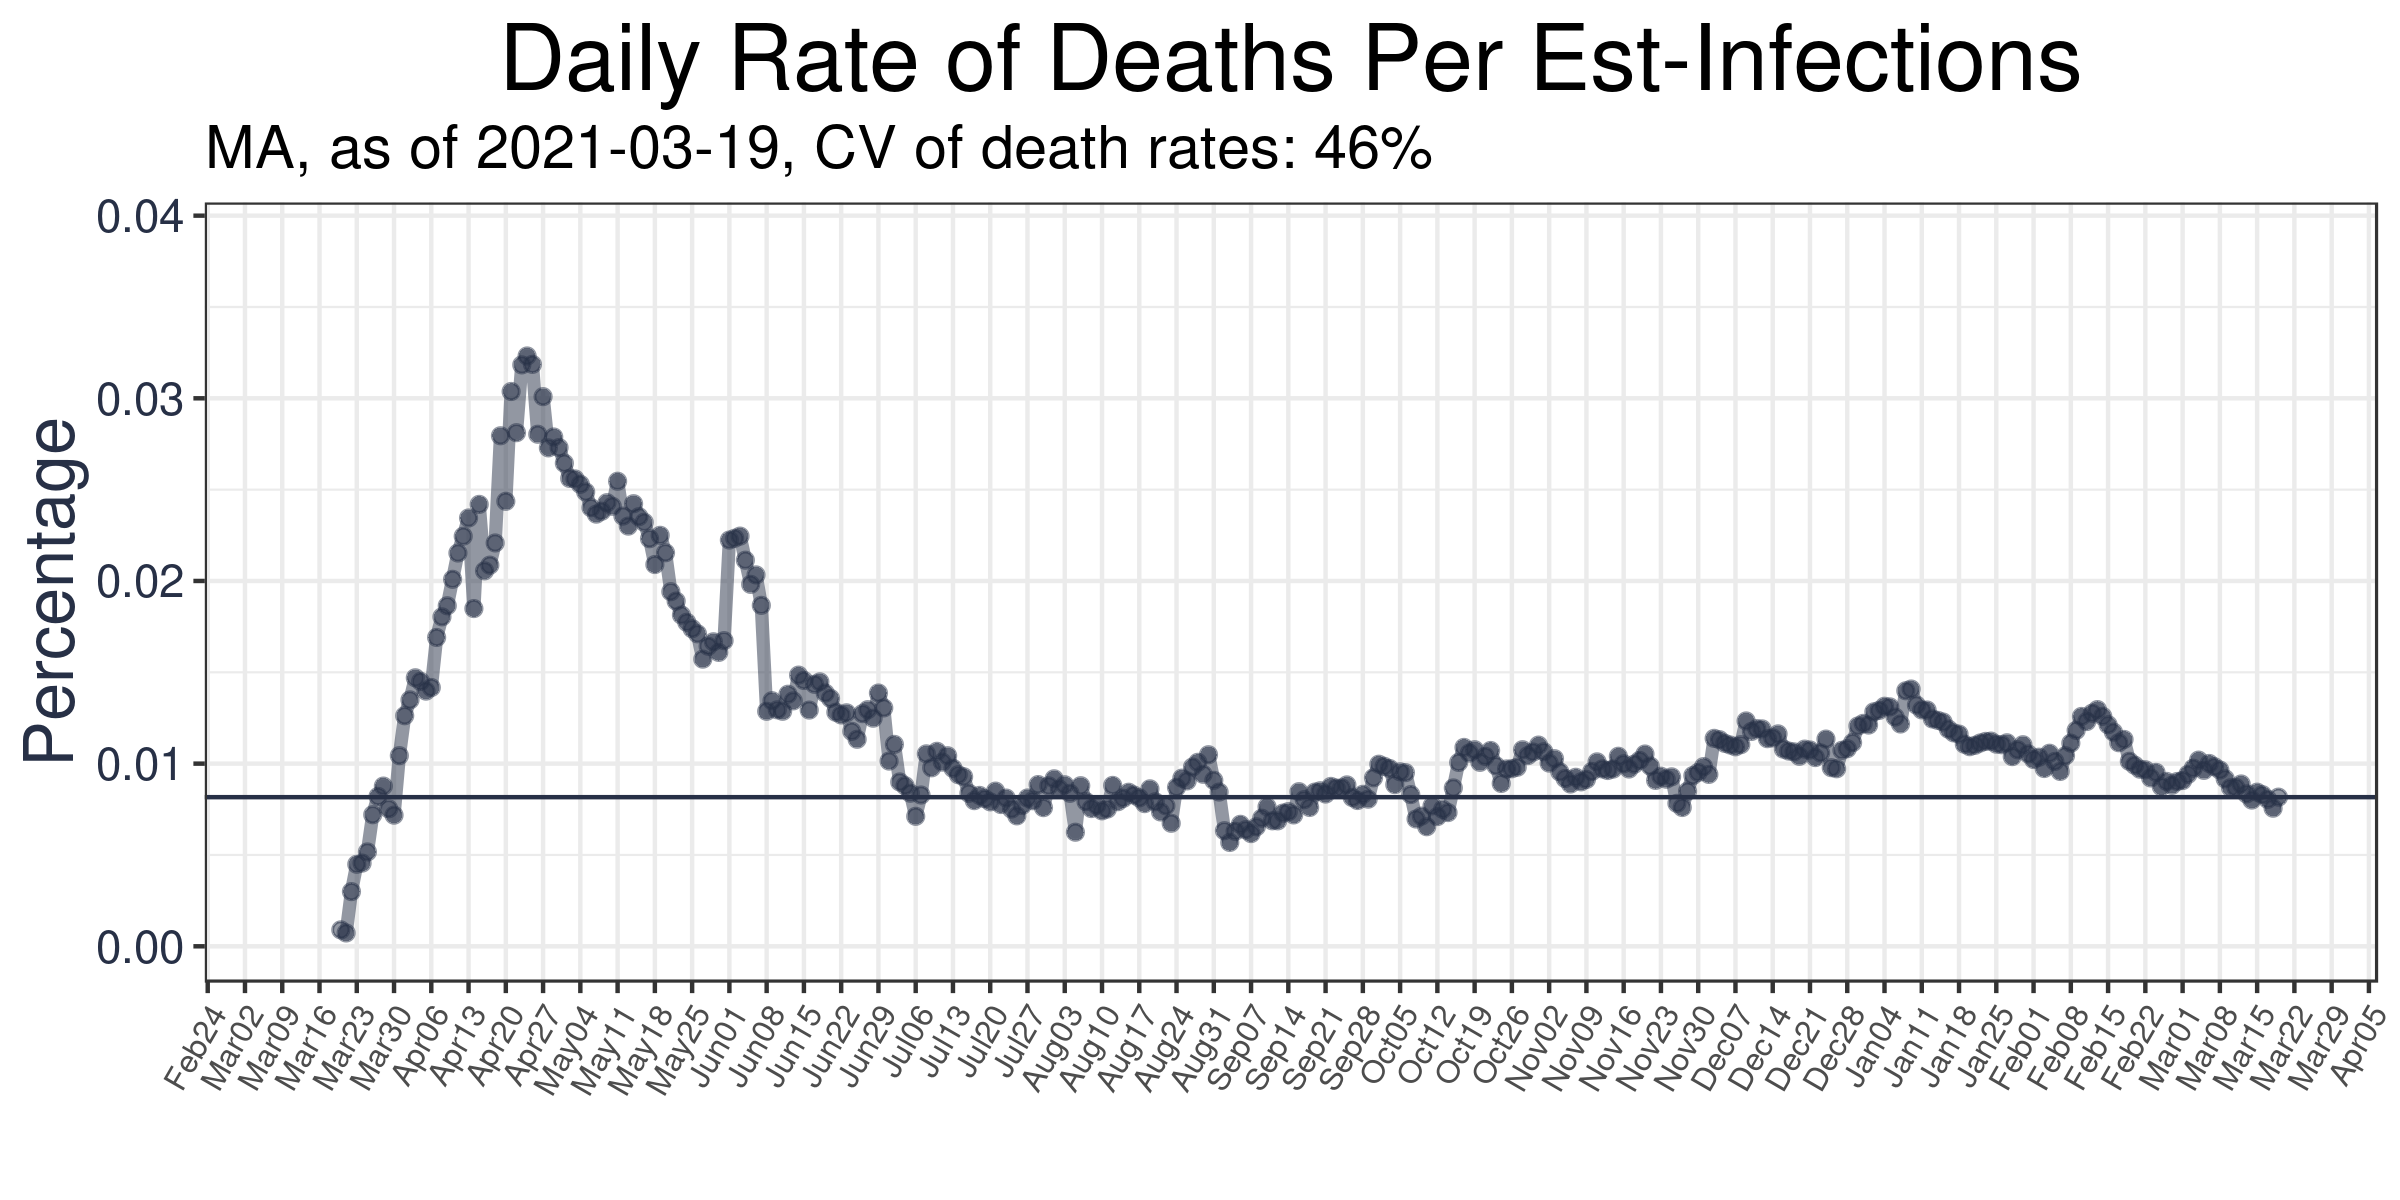 Daily Rate of Deaths Per Est-Infections
MA, as of 2021-03-19, CV of death rates: 46%
Percentage
0.04
0.03
0.02
0.01
0.00
Feb24 Mar02 Mar09 Mar16 Mar23 Mar30 Apr06 Apr13 Apr20 Apr27 May04 May11 May18 May25 Jun01 Jun08 Jun15 Jun22 Jun29 Jul06 Jul13 Jul20 Jul27 Aug03 Aug10 Aug17 Aug24 Aug31 Sep07 Sep14 Sep21 Sep28 Oct05 Oct12 Oct19 Oct26 Nov02 Nov09 Nov16 Nov23 Nov30 Dec07 Dec14 Dec21 Dec28 Jan04 Jan11 Jan18 Jan25 Feb01 Feb08 Feb15 Feb22 Mar01 Mar08 Mar15 Mar22 Mar29 Apr05